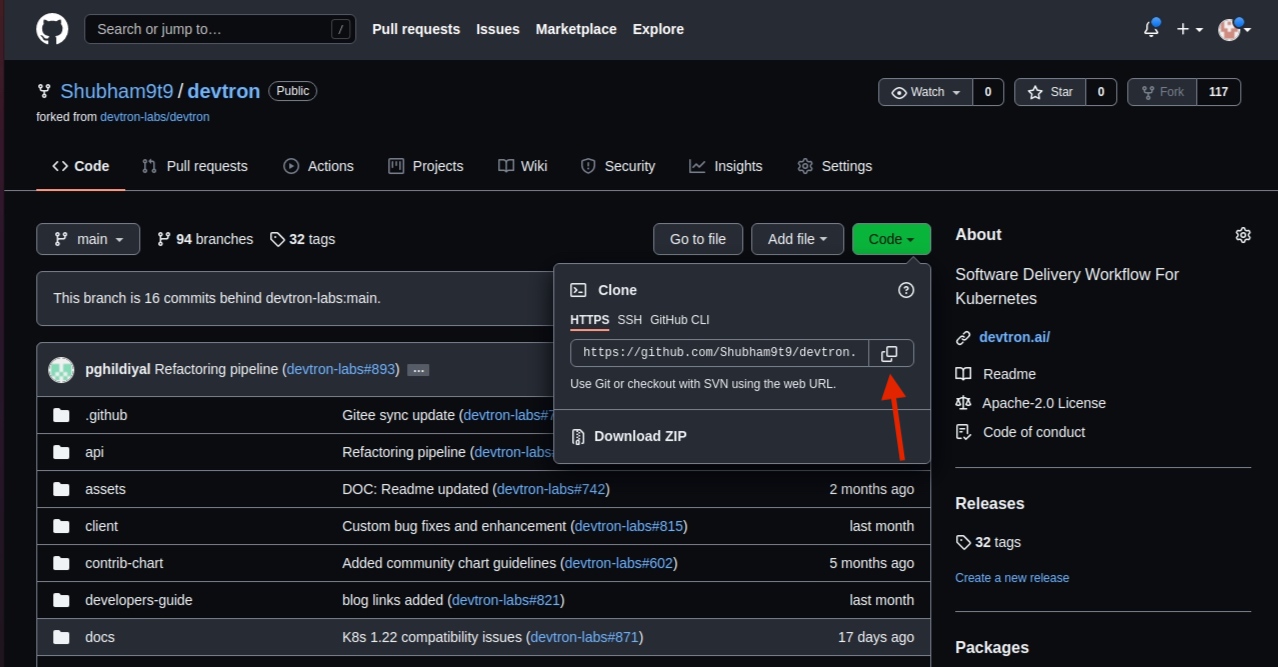 Search or jump to… / Pull requests Issues Marketplace Explore
Shubham9t9 / devtron Public Watch 0 Star 0 Fork 117
forked from devtron-labs/devtron
Code Pull requests Actions Projects Wiki Security Insights Settings
main 94 branches 32 tags Go to file Add file Code
About
Software Delivery Workflow For
Kubernetes
devtron.ai/
Readme
Apache-2.0 License
Code of conduct
Releases
32 tags
Create a new release
Packages
This branch is 16 commits behind devtron-labs:main.
Clone
HTTPS SSH GitHub CLI
https://github.com/Shubham9t9/devtron.
Use Git or checkout with SVN using the web URL.
Download ZIP
pghildiyal Refactoring pipeline (devtron-labs#893) ...
.github Gitee sync update (devtron-labs#7
api Refactoring pipeline (devtron-labs
assets DOC: Readme updated (devtron-labs#742) 2 months ago
client Custom bug fixes and enhancement (devtron-labs#815) last month
contrib-chart Added community chart guidelines (devtron-labs#602) 5 months ago
developers-guide blog links added (devtron-labs#821) last month
docs K8s 1.22 compatibility issues (devtron-labs#871) 17 days ago